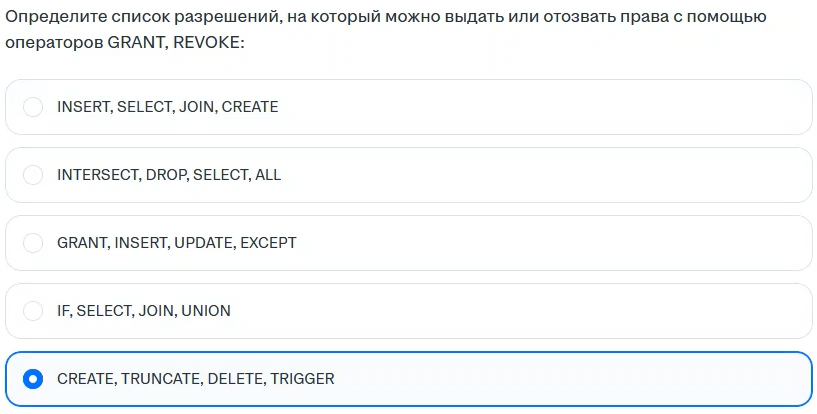 Определите список разрешений, на который можно выдать или отозвать права с помощью
операторов GRANT, REVOKE:
INSERT, SELECT, JOIN, CREATE
INTERSECT, DROP, SELECT, ALL
GRANT, INSERT, UPDATE, EXCEPT
IF, SELECT, JOIN, UNION
CREATE, TRUNCATE, DELETE, TRIGGER